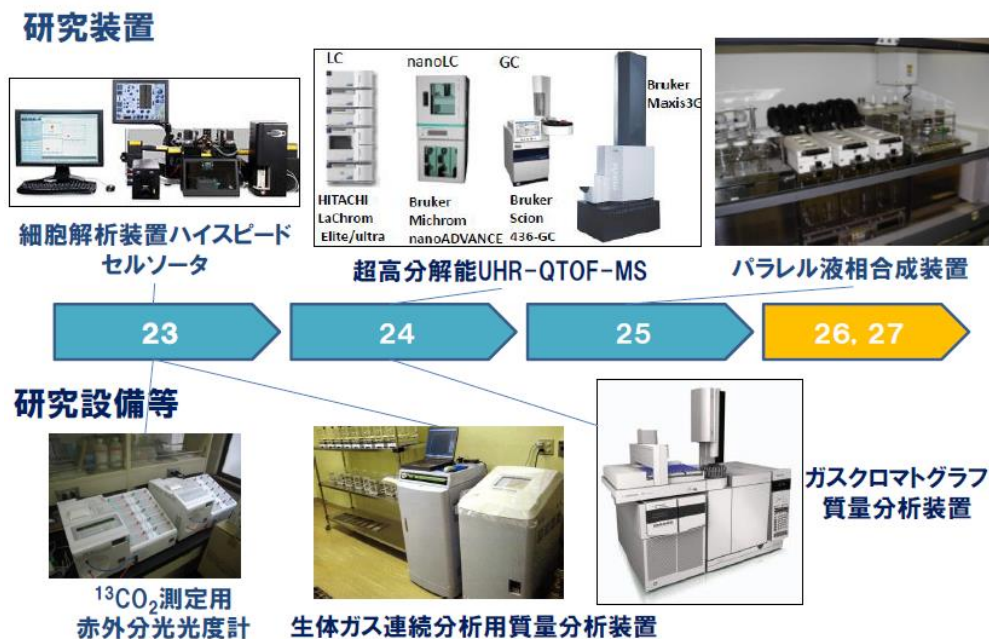 研究装置
LC
nanoLC
GC
Bruker
Maxis3G
HITACHI
LaChrom
Elite/ultra
Bruker
Michrom
nanoADVANCE
Bruker
Scion
436-GC
細胞解析装置ハイスピード
セルソータ
超高分解能UHR-QTOF-MS
パラレル液相合成装置
23
24
25
26，27
研究設備等
ガスクロマトグラフ
質量分析装置
¹³CO₂測定用
赤外分光光度計
生体ガス連続分析用質量分析装置